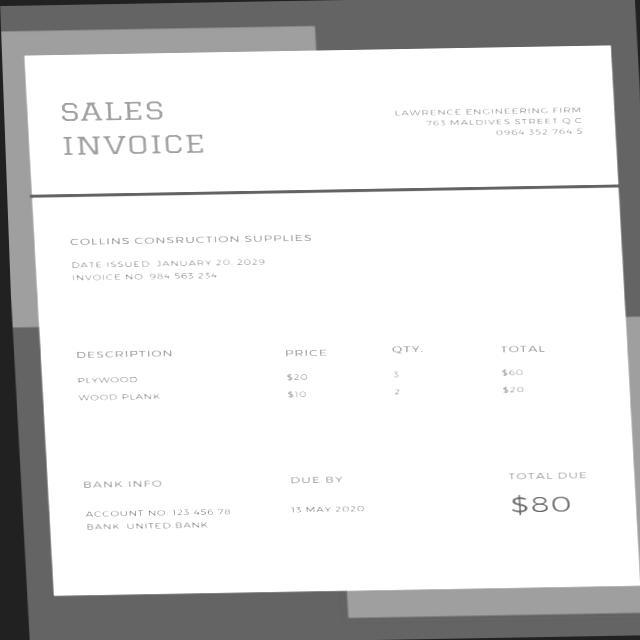 SALES
INVOICE
LAWRENCE ENGINEERING FIRM
763 MALDIVES STREET Q C
0964 352 764 5
COLLINS CONSRUCTION SUPPLIES
DATE ISSUED: JANUARY 20, 2029
INVOICE NO: 984 563 234
DESCRIPTION PRICE QTY. TOTAL
PLYWOOD $20 3 $60
WOOD PLANK $10 2 $20
BANK INFO DUE BY TOTAL DUE
ACCOUNT NO: 123 456 78 13 MAY 2020 $80
BANK: UNITED BANK